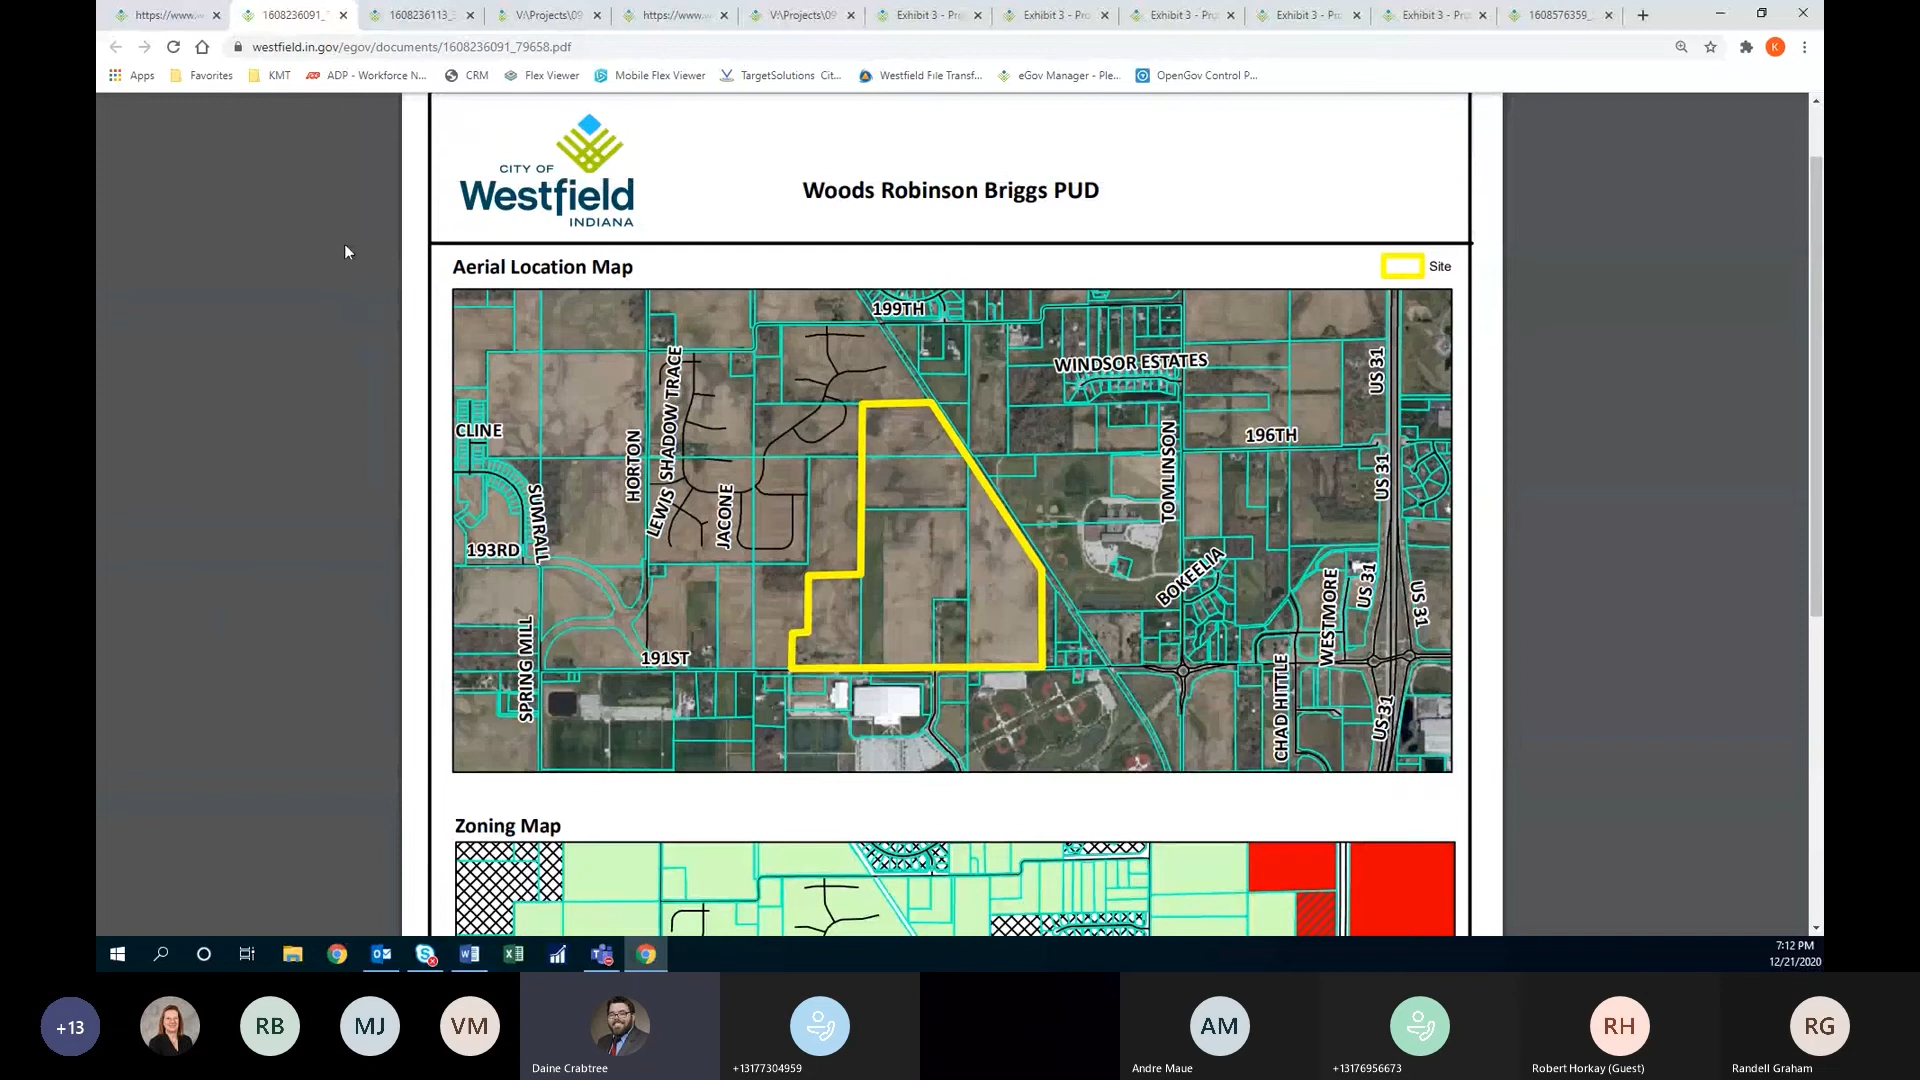 https://www.
1608236091_
1608236113_
V:\Projects\09
https://www.
V:\Projects\09
Exhibit 3 - Pro
Exhibit 3 - Pro
Exhibit 3 - Pro
Exhibit 3 - Pro
Exhibit 3 - Pro
1608576359_
westfield.in.gov/egov/documents/1608236091_79658.pdf
K
Apps
Favorites
KMT
ADP - Workforce N...
CRM
Flex Viewer
Mobile Flex Viewer
TargetSolutions Cit...
Westfield File Transf...
eGov Manager - Ple...
OpenGov Control P...
CITY OF
Westfield
INDIANA
Woods Robinson Briggs PUD
Aerial Location Map
Site
199TH
WINDSOR ESTATES
US 31
CLINE
HORTON
LEWIS
SHADOW TRACE
JACONE
TOMLINSON
196TH
US 31
SUMRALL
193RD
BOKEELIA
WESTMORE
US 31
US 31
SPRING MILL
191ST
CHAD HITTLE
US 31
Zoning Map
7:12 PM
12/21/2020
+13
RB
MJ
VM
Daine Crabtree
+13177304959
AM
Andre Maue
+13176956673
RH
Robert Horkay (Guest)
RG
Randell Graham